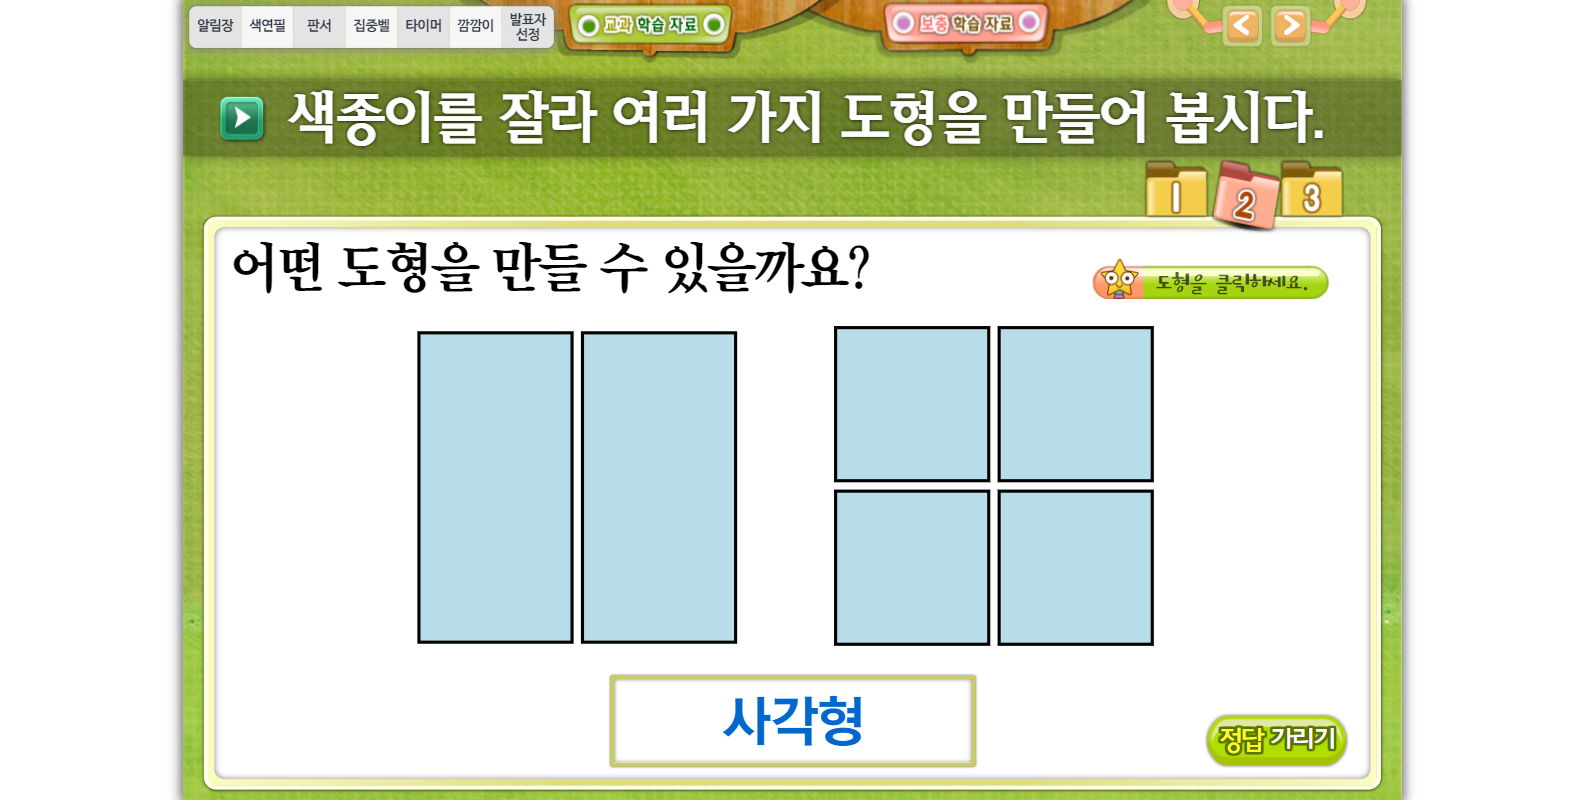 알림장 색연필 판서 집중벨 타이머 깜깜이 발표자 선정
교과 학습 자료
보충 학습 자료
색종이를 잘라 여러 가지 도형을 만들어 봅시다.
1 2 3
어떤 도형을 만들 수 있을까요?
도형을 클릭하세요.
사각형
정답 가리기